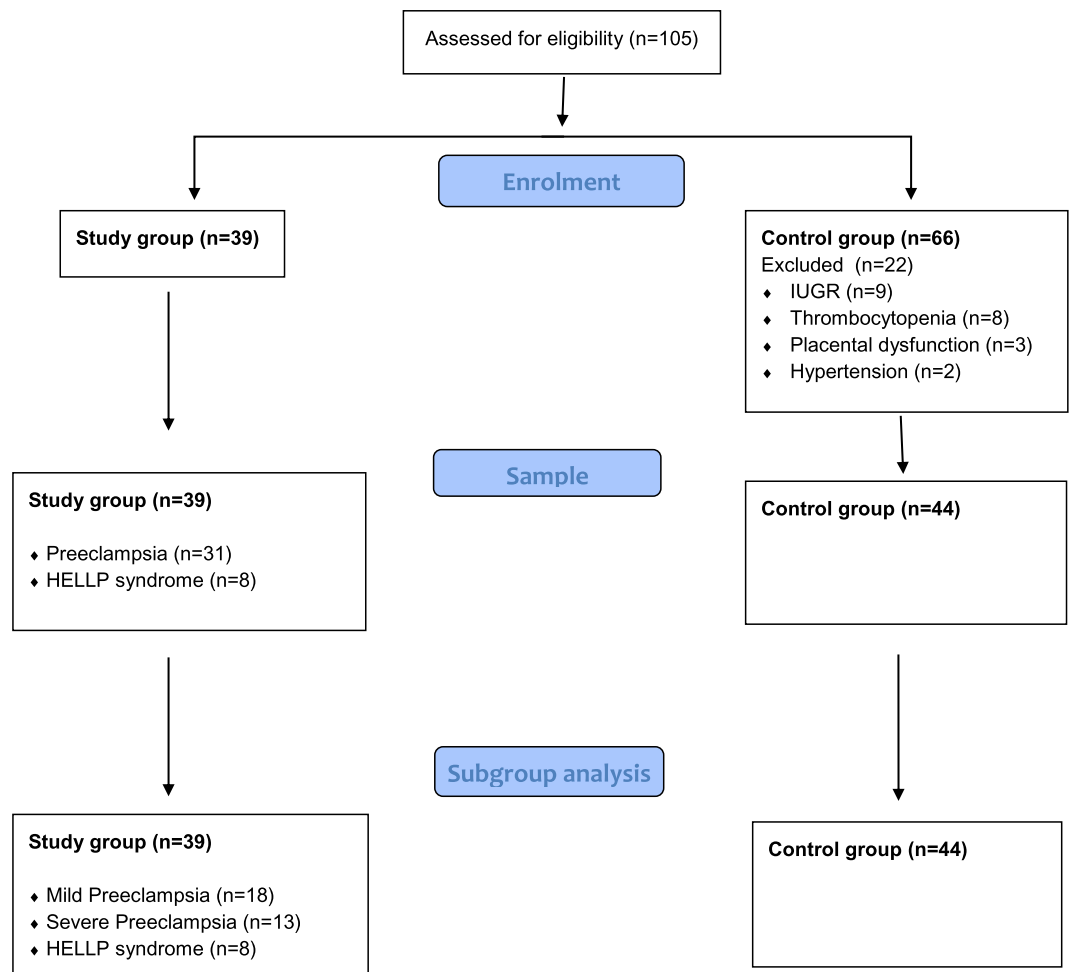 Assessed for eligibility (n=105)
Enrolment
Study group (n=39)
Control group (n=66)
Excluded  (n=22)
♦ IUGR (n=9)
♦ Thrombocytopenia (n=8)
♦ Placental dysfunction (n=3)
♦ Hypertension (n=2)
Sample
Study group (n=39)
♦ Preeclampsia (n=31)
♦ HELLP syndrome (n=8)
Control group (n=44)
Subgroup analysis
Study group (n=39)
♦ Mild Preeclampsia (n=18)
♦ Severe Preeclampsia (n=13)
♦ HELLP syndrome (n=8)
Control group (n=44)